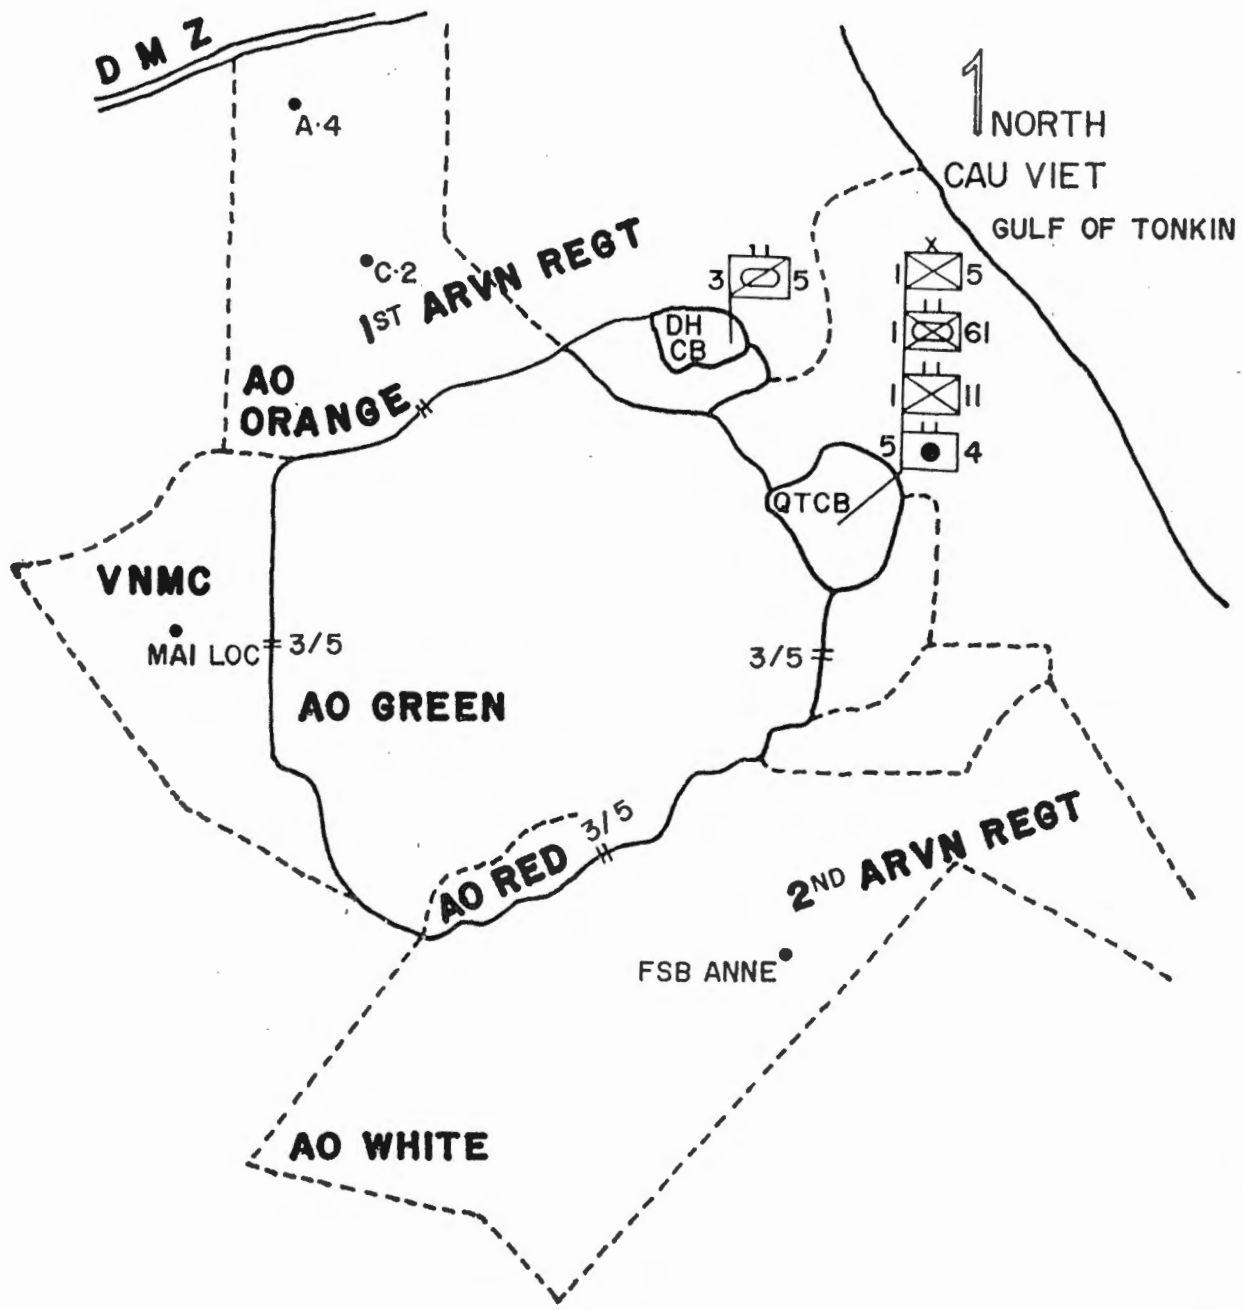 DMZ
A·4
1 NORTH
CAU VIET
GULF OF TONKIN
C·2
1ST ARVN REGT
3 5
1 5
DH
CB
1 61
AO
ORANGE
1 11
5 4
QTCB
VNMC
MAI LOC
3/5
3/5
AO GREEN
3/5
AO RED
2ND ARVN REGT
FSB ANNE
AO WHITE